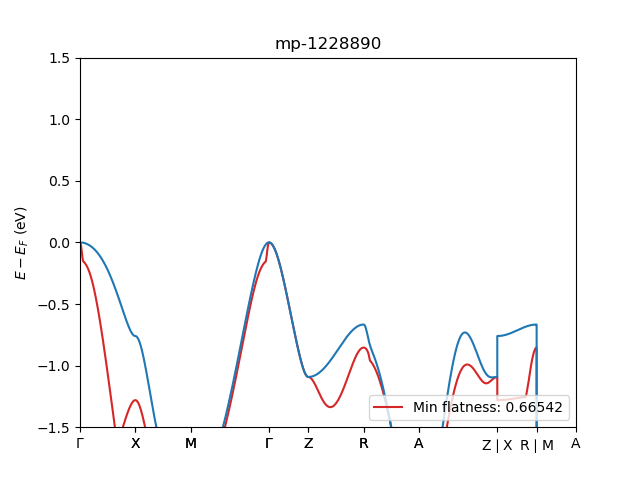 mp-1228890
E − E_F (eV)
1.5
1.0
0.5
0.0
−0.5
−1.0
−1.5
Min flatness: 0.66542
Γ X M Γ Z R A Z | X R | M A